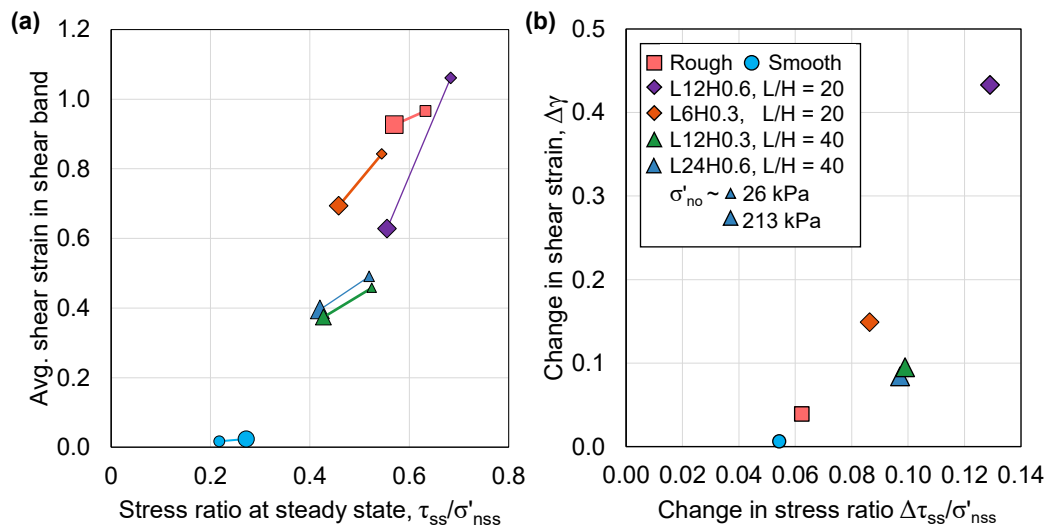 (a)
1.2
1.0
0.8
0.6
0.4
0.2
0.0
Avg. shear strain in shear band
0
0.2
0.4
0.6
0.8
Stress ratio at steady state, τss/σ'nss
(b)
0.5
0.4
0.3
0.2
0.1
0.0
Change in shear strain, Δγ
Rough
Smooth
L12H0.6, L/H = 20
L6H0.3, L/H = 20
L12H0.3, L/H = 40
L24H0.6, L/H = 40
σ'no ~ 26 kPa
213 kPa
0.00
0.02
0.04
0.06
0.08
0.10
0.12
0.14
Change in stress ratio Δτss/σ'nss